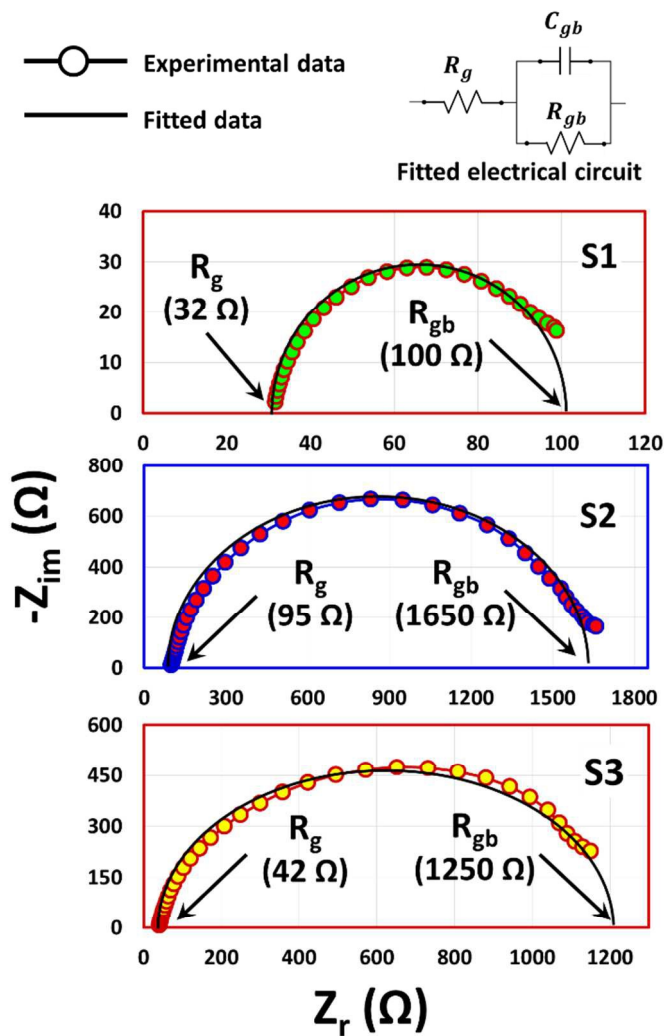 Experimental data
Fitted data
C_gb
R_g
R_gb
Fitted electrical circuit
40
30
20
10
0
S1
R_g
(32 Ω)
R_gb
(100 Ω)
0 20 40 60 80 100 120
800
600
400
200
0
S2
R_g
(95 Ω)
R_gb
(1650 Ω)
0 300 600 900 1200 1500 1800
600
450
300
150
0
S3
R_g
(42 Ω)
R_gb
(1250 Ω)
0 200 400 600 800 1000 1200
-Z_im (Ω)
Z_r (Ω)